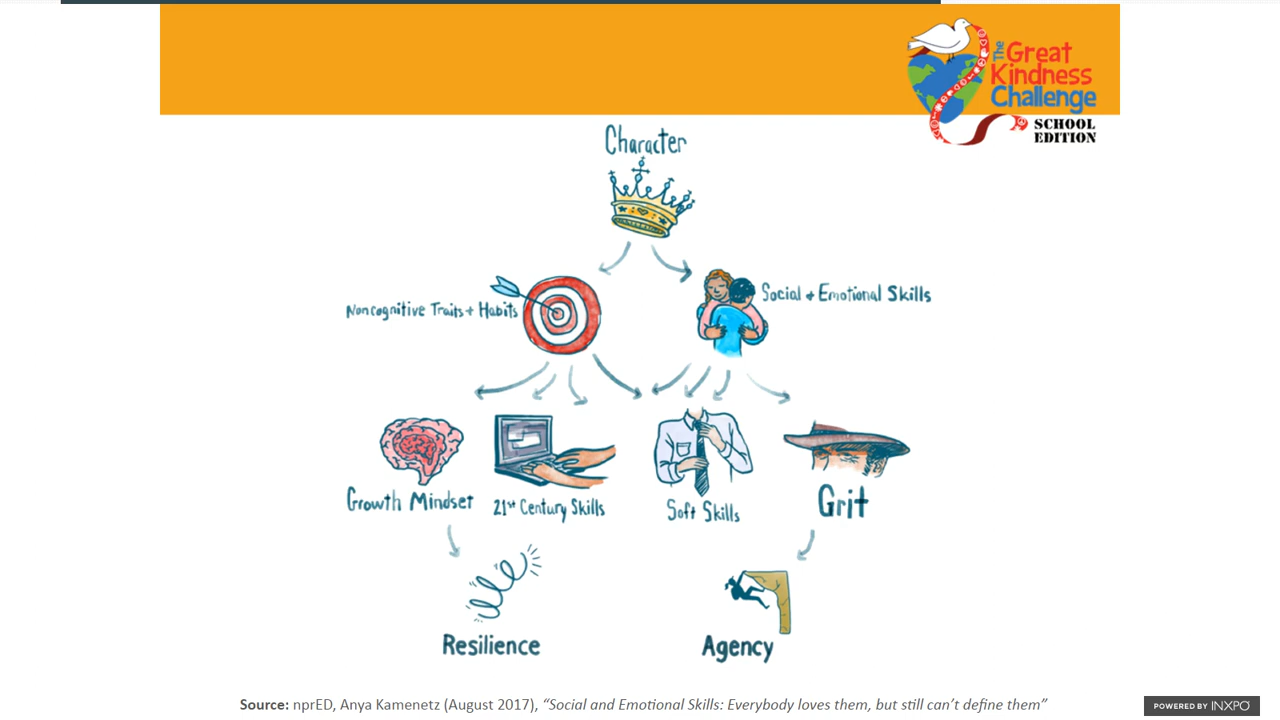 The
Great
Kindness
Challenge
SCHOOL
EDITION
Character
Noncognitive Traits + Habits
Social + Emotional Skills
Growth Mindset
21st Century Skills
Soft Skills
Grit
Resilience
Agency
Source: nprED, Anya Kamenetz (August 2017), “Social and Emotional Skills: Everybody loves them, but still can’t define them”
POWERED BY INXPO